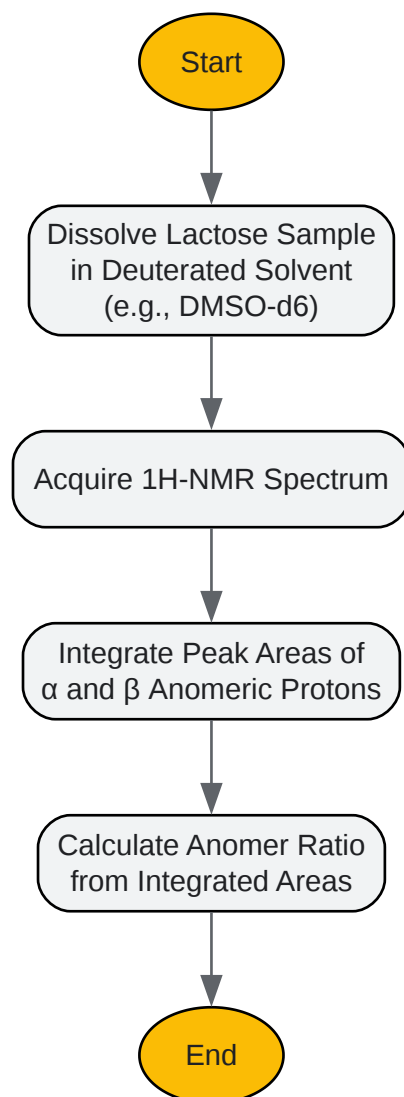 Start
Dissolve Lactose Sample
in Deuterated Solvent
(e.g., DMSO-d6)
Acquire 1H-NMR Spectrum
Integrate Peak Areas of
α and β Anomeric Protons
Calculate Anomer Ratio
from Integrated Areas
End